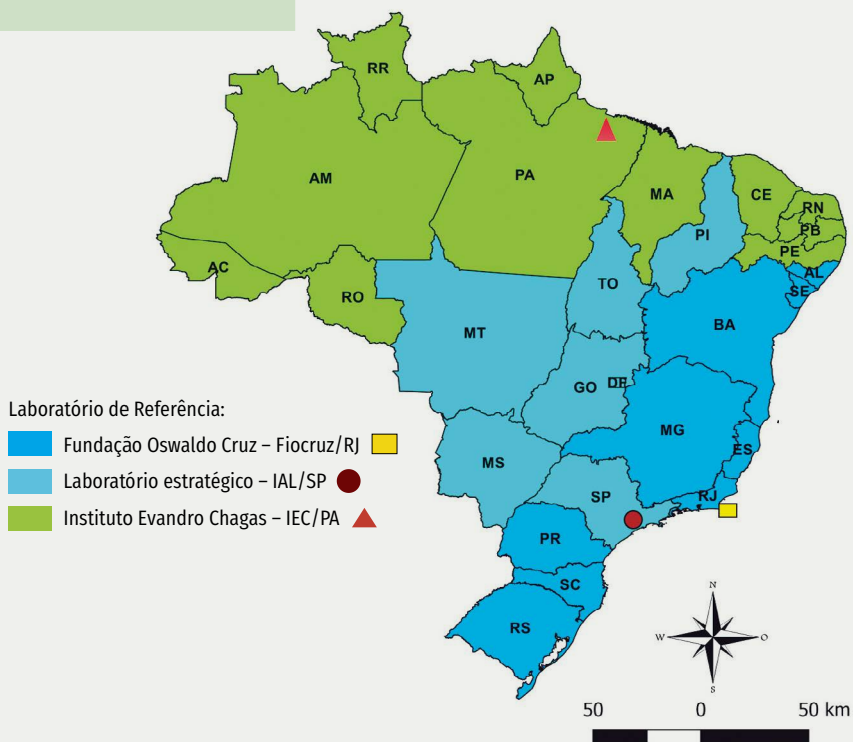 RR
AP
AM
PA
MA
CE
RN
PB
PE
PI
AL
SE
AC
RO
TO
BA
MT
GO
DF
MG
ES
MS
SP
RJ
PR
SC
RS
Laboratório de Referência:
Fundação Oswaldo Cruz – Fiocruz/RJ
Laboratório estratégico – IAL/SP
Instituto Evandro Chagas – IEC/PA
N
W
O
S
50 0 50 km